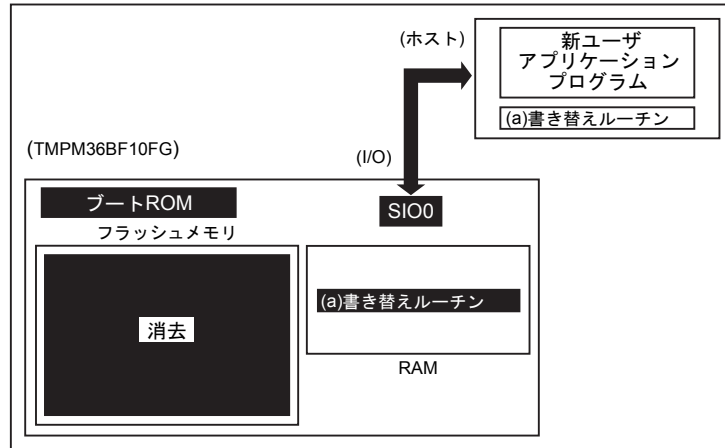 (ホスト)
新ユーザ
アプリケーション
プログラム
(a)書き替えルーチン
(TMPM36BF10FG)
(I/O)
ブートROM
SIO0
フラッシュメモリ
消去
(a)書き替えルーチン
RAM